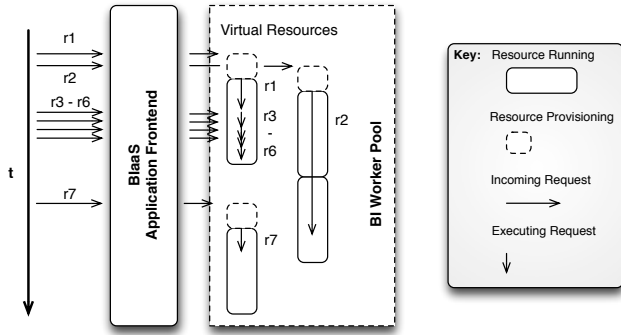 r1
r2
r3 - r6
r7
t
BIaaS
Application Frontend
Virtual Resources
r1
r3
-
r6
r2
r7
BI Worker Pool
Key: Resource Running
Resource Provisioning
Incoming Request
Executing Request